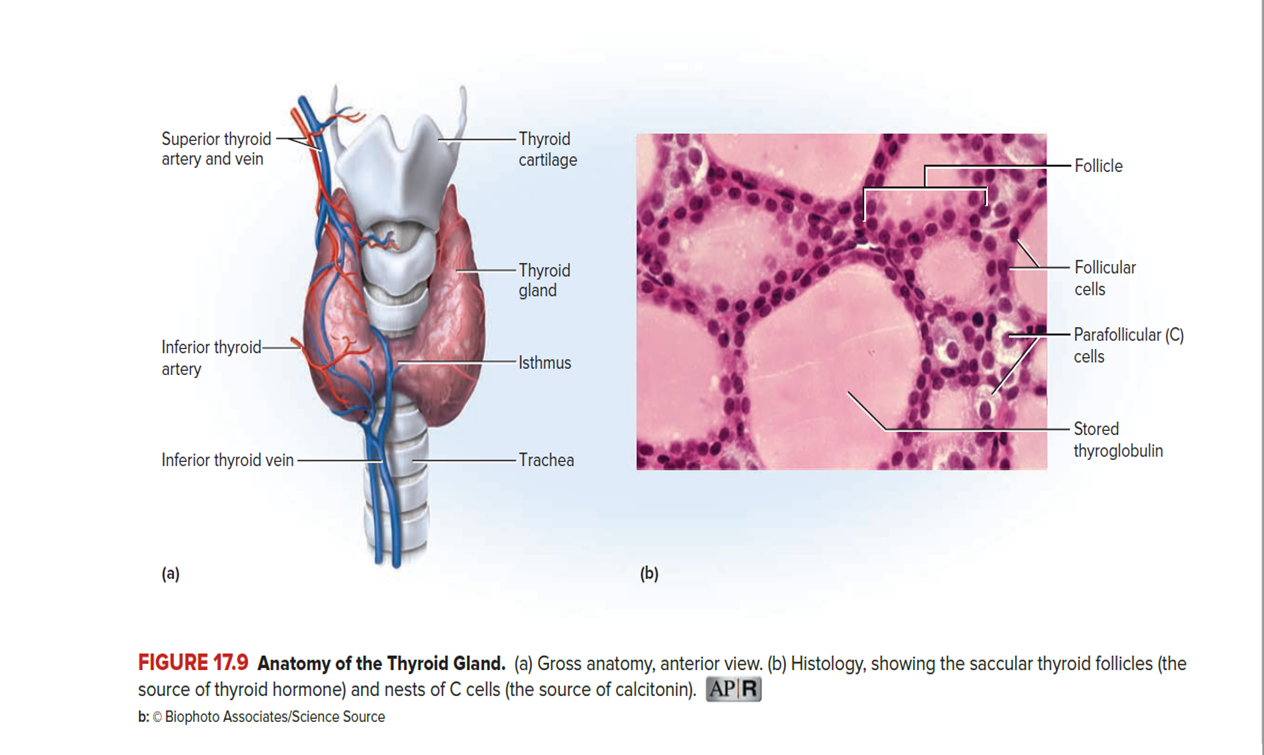 Superior thyroid
artery and vein
Thyroid
cartilage
Thyroid
gland
Inferior thyroid
artery
Isthmus
Inferior thyroid vein
Trachea
(a)
Follicle
Follicular
cells
Parafollicular (C)
cells
Stored
thyroglobulin
(b)
FIGURE 17.9 Anatomy of the Thyroid Gland. (a) Gross anatomy, anterior view. (b) Histology, showing the saccular thyroid follicles (the
source of thyroid hormone) and nests of C cells (the source of calcitonin). AP|R
b: © Biophoto Associates/Science Source